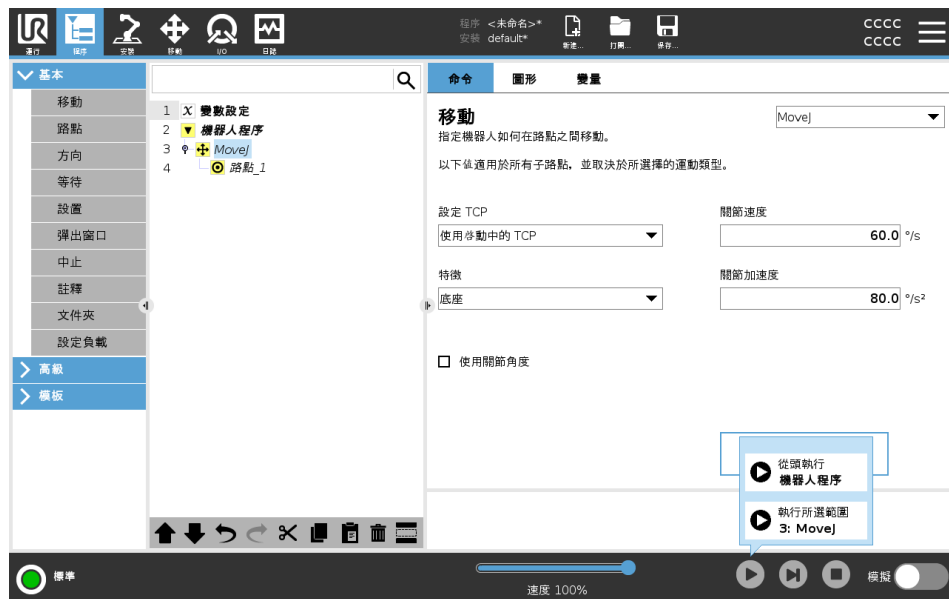 UR
運行
程序
安裝
移動
I/O
日誌
程序 <未命名>*
安裝 default*
新建...
打開...
保存...
CCCC
CCCC
基本
移動
路點
方向
等待
設置
彈出窗口
中止
註釋
文件夾
設定負載
高級
模板
1 x 變數設定
2 機器人程序
3 MoveJ
4 路點_1
命令
圖形
變量
移動
MoveJ
指定機器人如何在路點之間移動。
以下值適用於所有子路點，並取決於所選擇的運動類型。
設定 TCP
使用啓動中的 TCP
關節速度
60.0 °/s
特徵
底座
關節加速度
80.0 °/s²
使用關節角度
從頭執行
機器人程序
執行所選範圍
3: MoveJ
標準
速度 100%
模擬